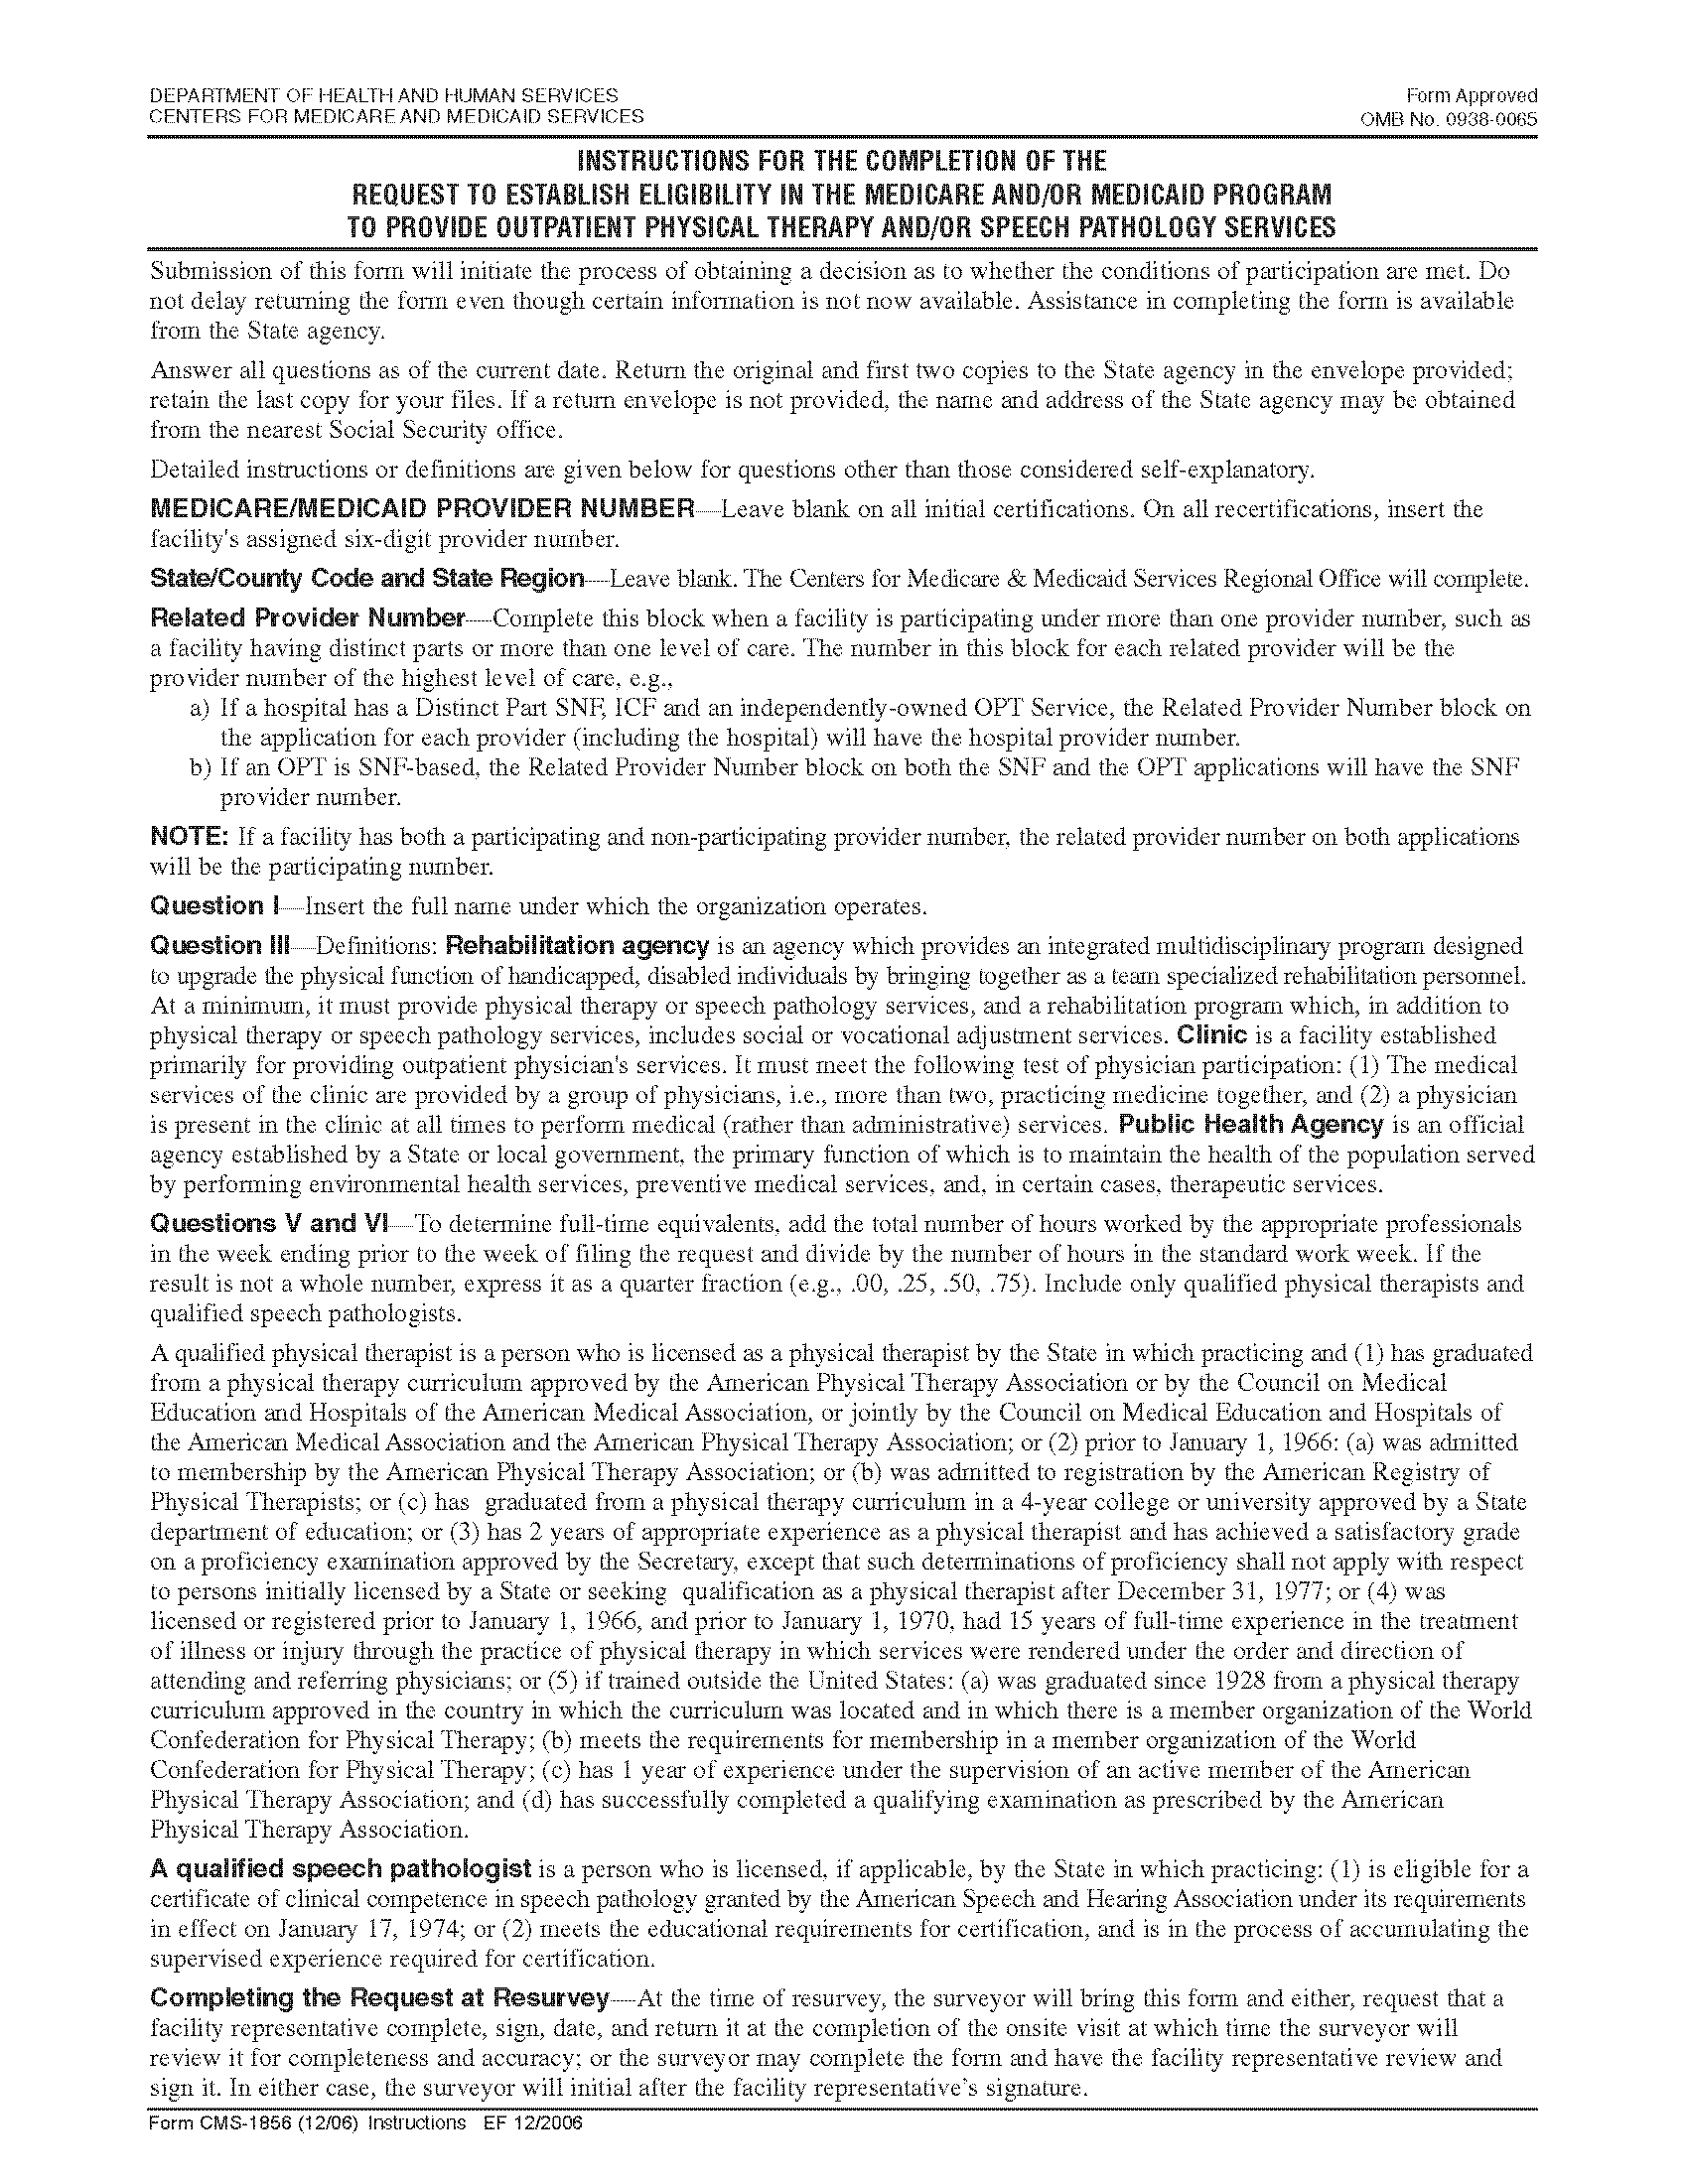 DEPARTMENT OF HEALTH AND HUMAN SERVICES
CENTERS FOR MEDICARE AND MEDICAID SERVICES
Form Approved
OMB No. 0938-0065
INSTRUCTIONS FOR THE COMPLETION OF THE
REQUEST TO ESTABLISH ELIGIBILITY IN THE MEDICARE AND/OR MEDICAID PROGRAM
TO PROVIDE OUTPATIENT PHYSICAL THERAPY AND/OR SPEECH PATHOLOGY SERVICES
Submission of this form will initiate the process of obtaining a decision as to whether the conditions of participation are met. Do
not delay returning the form even though certain information is not now available. Assistance in completing the form is available
from the State agency.
Answer all questions as of the current date. Return the original and first two copies to the State agency in the envelope provided;
retain the last copy for your files. If a return envelope is not provided, the name and address of the State agency may be obtained
from the nearest Social Security office.
Detailed instructions or definitions are given below for questions other than those considered self-explanatory.
MEDICARE/MEDICAID PROVIDER NUMBER—Leave blank on all initial certifications. On all recertifications, insert the
facility's assigned six-digit provider number.
State/County Code and State Region—Leave blank. The Centers for Medicare & Medicaid Services Regional Office will complete.
Related Provider Number—Complete this block when a facility is participating under more than one provider number, such as
a facility having distinct parts or more than one level of care. The number in this block for each related provider will be the
provider number of the highest level of care, e.g.,
a) If a hospital has a Distinct Part SNF, ICF and an independently-owned OPT Service, the Related Provider Number block on
the application for each provider (including the hospital) will have the hospital provider number.
b) If an OPT is SNF-based, the Related Provider Number block on both the SNF and the OPT applications will have the SNF
provider number.
NOTE: If a facility has both a participating and non-participating provider number, the related provider number on both applications
will be the participating number.
Question I—Insert the full name under which the organization operates.
Question III—Definitions: Rehabilitation agency is an agency which provides an integrated multidisciplinary program designed
to upgrade the physical function of handicapped, disabled individuals by bringing together as a team specialized rehabilitation personnel.
At a minimum, it must provide physical therapy or speech pathology services, and a rehabilitation program which, in addition to
physical therapy or speech pathology services, includes social or vocational adjustment services. Clinic is a facility established
primarily for providing outpatient physician's services. It must meet the following test of physician participation: (1) The medical
services of the clinic are provided by a group of physicians, i.e., more than two, practicing medicine together, and (2) a physician
is present in the clinic at all times to perform medical (rather than administrative) services. Public Health Agency is an official
agency established by a State or local government, the primary function of which is to maintain the health of the population served
by performing environmental health services, preventive medical services, and, in certain cases, therapeutic services.
Questions V and VI—To determine full-time equivalents, add the total number of hours worked by the appropriate professionals
in the week ending prior to the week of filing the request and divide by the number of hours in the standard work week. If the
result is not a whole number, express it as a quarter fraction (e.g., .00, .25, .50, .75). Include only qualified physical therapists and
qualified speech pathologists.
A qualified physical therapist is a person who is licensed as a physical therapist by the State in which practicing and (1) has graduated
from a physical therapy curriculum approved by the American Physical Therapy Association or by the Council on Medical
Education and Hospitals of the American Medical Association, or jointly by the Council on Medical Education and Hospitals of
the American Medical Association and the American Physical Therapy Association; or (2) prior to January 1, 1966: (a) was admitted
to membership by the American Physical Therapy Association; or (b) was admitted to registration by the American Registry of
Physical Therapists; or (c) has graduated from a physical therapy curriculum in a 4-year college or university approved by a State
department of education; or (3) has 2 years of appropriate experience as a physical therapist and has achieved a satisfactory grade
on a proficiency examination approved by the Secretary, except that such determinations of proficiency shall not apply with respect
to persons initially licensed by a State or seeking qualification as a physical therapist after December 31, 1977; or (4) was
licensed or registered prior to January 1, 1966, and prior to January 1, 1970, had 15 years of full-time experience in the treatment
of illness or injury through the practice of physical therapy in which services were rendered under the order and direction of
attending and referring physicians; or (5) if trained outside the United States: (a) was graduated since 1928 from a physical therapy
curriculum approved in the country in which the curriculum was located and in which there is a member organization of the World
Confederation for Physical Therapy; (b) meets the requirements for membership in a member organization of the World
Confederation for Physical Therapy; (c) has 1 year of experience under the supervision of an active member of the American
Physical Therapy Association; and (d) has successfully completed a qualifying examination as prescribed by the American
Physical Therapy Association.
A qualified speech pathologist is a person who is licensed, if applicable, by the State in which practicing: (1) is eligible for a
certificate of clinical competence in speech pathology granted by the American Speech and Hearing Association under its requirements
in effect on January 17, 1974; or (2) meets the educational requirements for certification, and is in the process of accumulating the
supervised experience required for certification.
Completing the Request at Resurvey—At the time of resurvey, the surveyor will bring this form and either, request that a
facility representative complete, sign, date, and return it at the completion of the onsite visit at which time the surveyor will
review it for completeness and accuracy; or the surveyor may complete the form and have the facility representative review and
sign it. In either case, the surveyor will initial after the facility representative's signature.
Form CMS-1856 (12/06) Instructions EF 12/2006